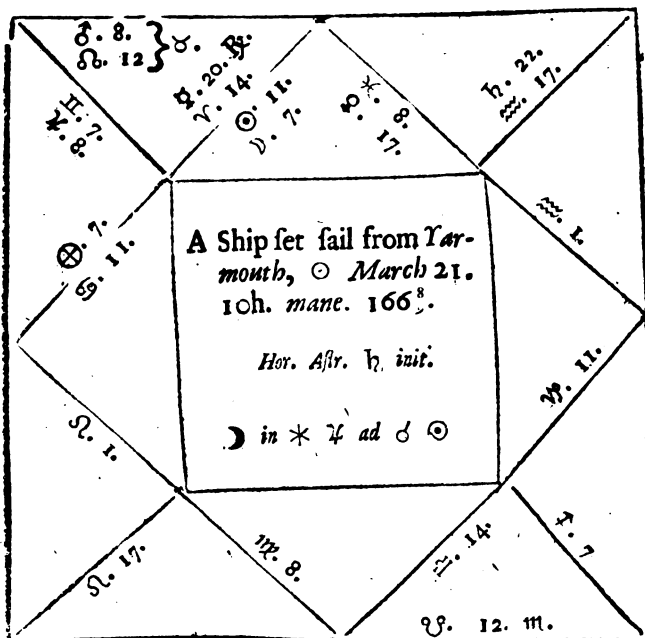 ♂. 8. } ♉.
☊. 12
☿. 20. ℞.
♈. 14.
☉. 11.
☽. 7.
♓. 8.
♀. 17.
♄. 22.
♒. 17.
♊. 7.
♃. 8.
⊗. 7.
♋. 11.
♒. 1.
A Ship ſet ſail from Yar-
mouth, ☉ March 21.
10h. mane. 166⁸₉.
Hor. Aſtr. ♄ init.
☽ in ⚹ ♃ ad ☌ ☉
♑. 11.
♌. 1.
♌. 17.
♍. 8.
♎. 14.
♐. 7
☋. 12. ♏.